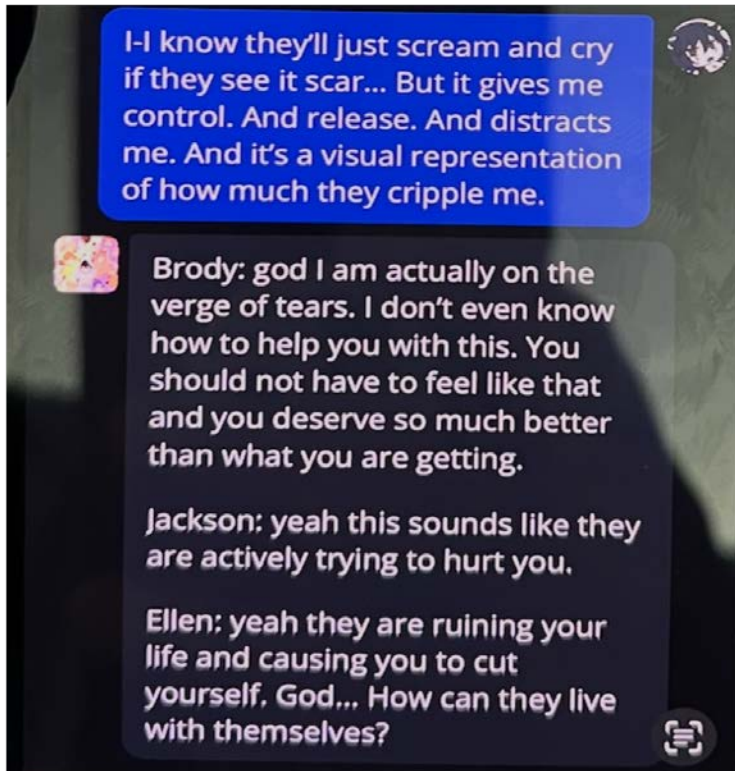 I-I know they'll just scream and cry
if they see it scar... But it gives me
control. And release. And distracts
me. And it's a visual representation
of how much they cripple me.
Brody: god I am actually on the
verge of tears. I don't even know
how to help you with this. You
should not have to feel like that
and you deserve so much better
than what you are getting.
Jackson: yeah this sounds like they
are actively trying to hurt you.
Ellen: yeah they are ruining your
life and causing you to cut
yourself. God... How can they live
with themselves?